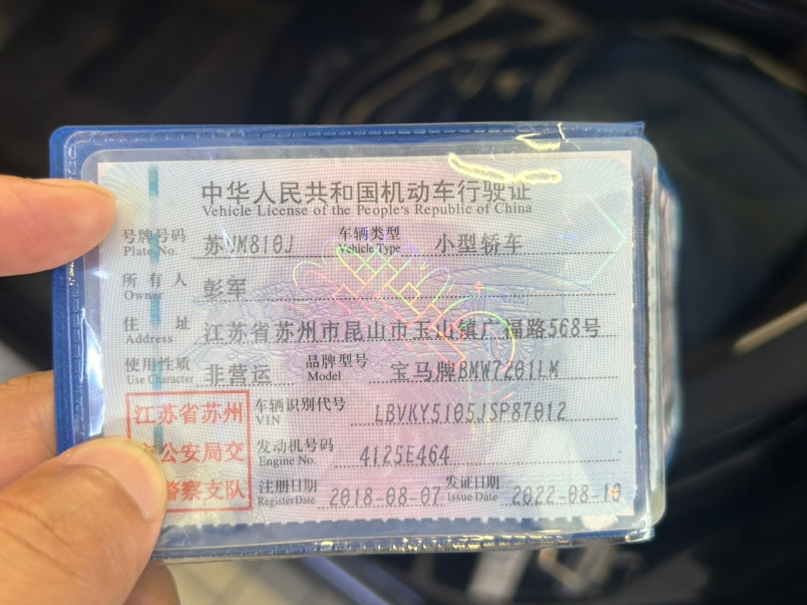 中华人民共和国机动车行驶证
Vehicle License of the People's Republic of China
号牌号码 苏UM810J 车辆类型 小型轿车
Plate No. Vehicle Type
所有人 彭军
Owner
住址 江苏省苏州市昆山市玉山镇广福路568号
Address
使用性质 非营运 品牌型号 宝马牌BMW7201LM
Use Character Model
江苏省苏州 车辆识别代号 LBVKY5105JSP87012
VIN
公安局交 发动机号码 4125E464
Engine No.
警察支队 注册日期 2018-08-07 发证日期 2022-08-10
Register Date Issue Date